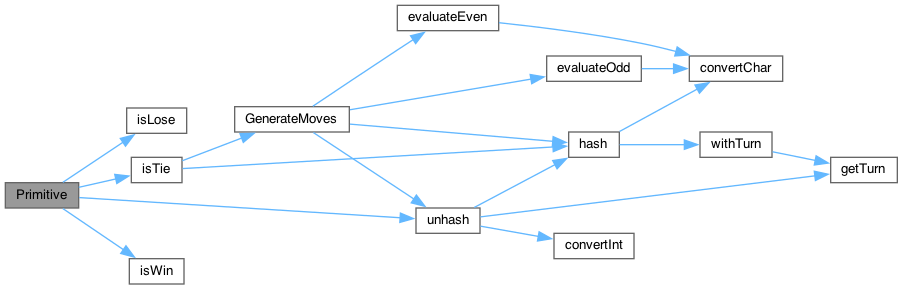 Primitive
isLose
isTie
isWin
GenerateMoves
evaluateEven
evaluateOdd
hash
unhash
convertInt
convertChar
withTurn
getTurn